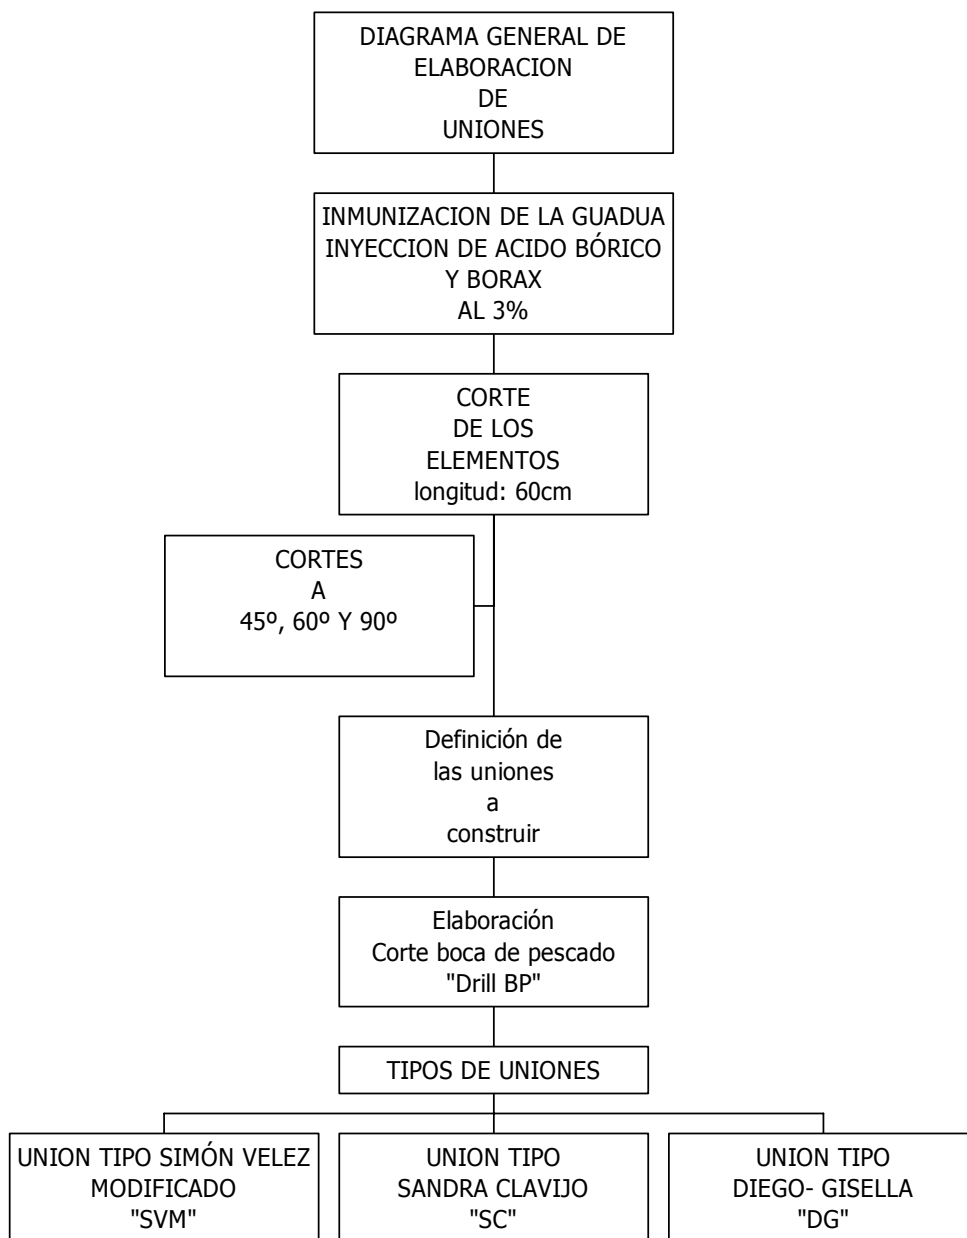 DIAGRAMA GENERAL DE
ELABORACION
DE
UNIONES
INMUNIZACION DE LA GUADUA
INYECCION DE ACIDO BÓRICO
Y BORAX
AL 3%
CORTE
DE LOS
ELEMENTOS
longitud: 60cm
CORTES
A
45º, 60º Y 90º
Definición de
las uniones
a
construir
Elaboración
Corte boca de pescado
"Drill BP"
TIPOS DE UNIONES
UNION TIPO SIMÓN VELEZ
MODIFICADO
"SVM"
UNION TIPO
SANDRA CLAVIJO
"SC"
UNION TIPO
DIEGO- GISELLA
"DG"